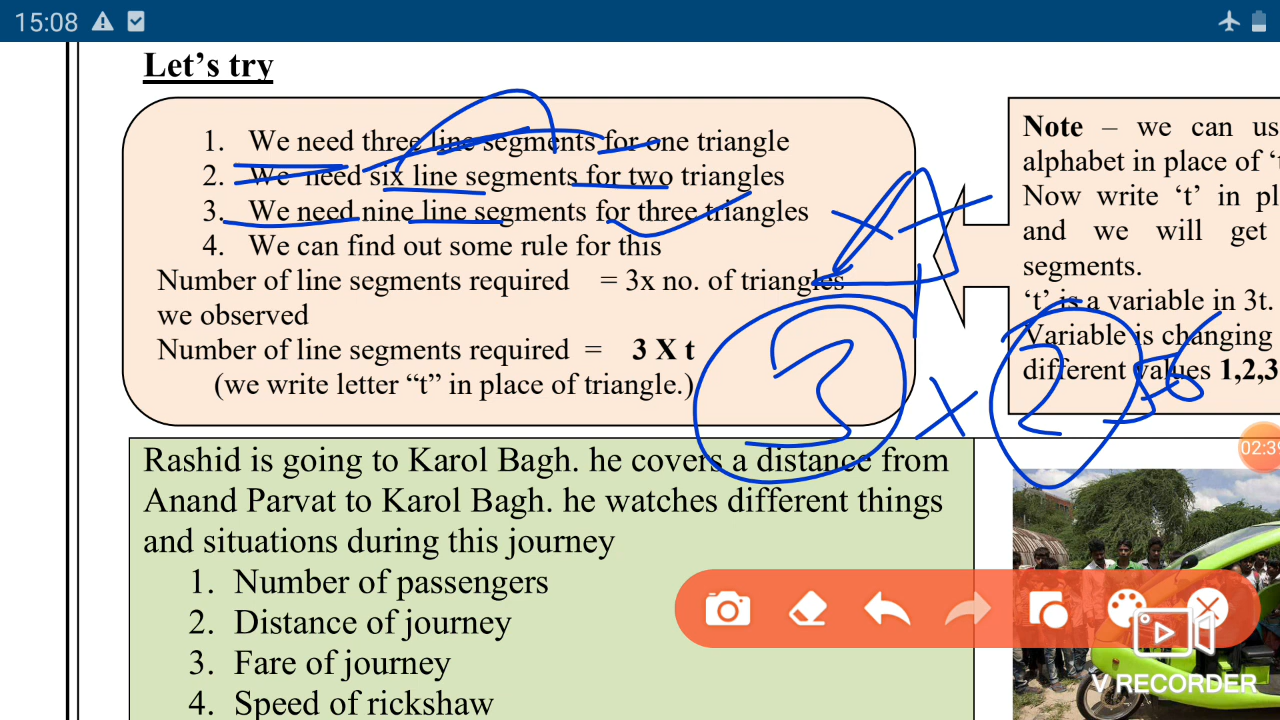 15:08
Let’s try
1. We need three line segments for one triangle
2. We need six line segments for two triangles
3. We need nine line segments for three triangles
4. We can find out some rule for this
Number of line segments required = 3x no. of triangles
we observed
Number of line segments required = 3 X t
(we write letter “t” in place of triangle.)
Note – we can us
alphabet in place of ‘t
Now write ‘t’ in pl
and we will get
segments.
‘t’ is a variable in 3t.
Variable is changing
different values 1,2,3
3 × 2 = 6
Rashid is going to Karol Bagh. he covers a distance from
Anand Parvat to Karol Bagh. he watches different things
and situations during this journey
1. Number of passengers
2. Distance of journey
3. Fare of journey
4. Speed of rickshaw
02:39
V RECORDER